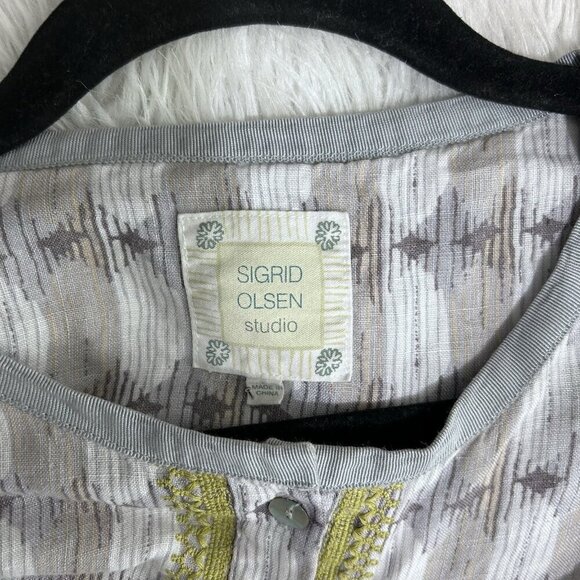 SIGRID
OLSEN
studio
MADE IN
CHINA